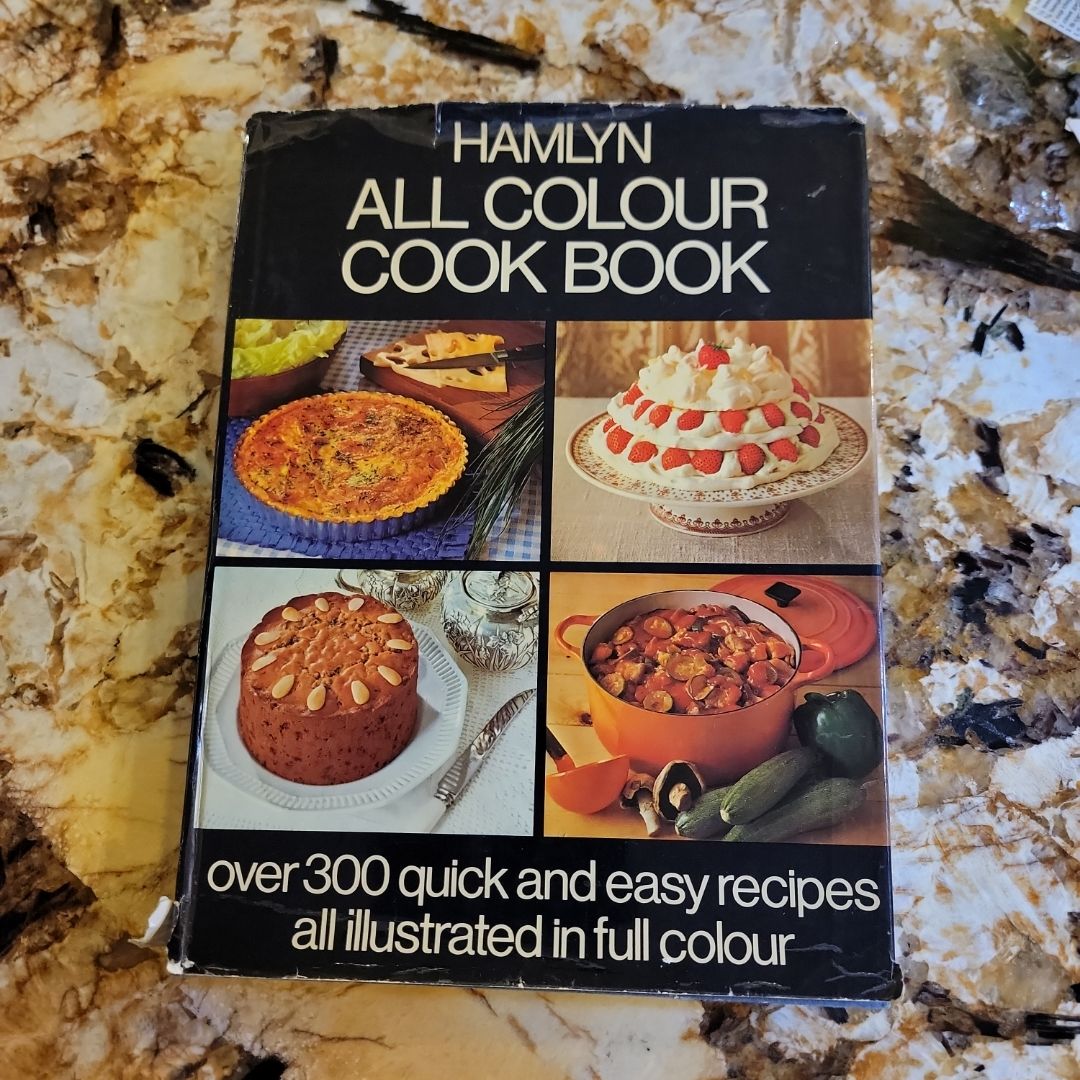 HAMLYN
ALL COLOUR
COOK BOOK
over 300 quick and easy recipes
all illustrated in full colour